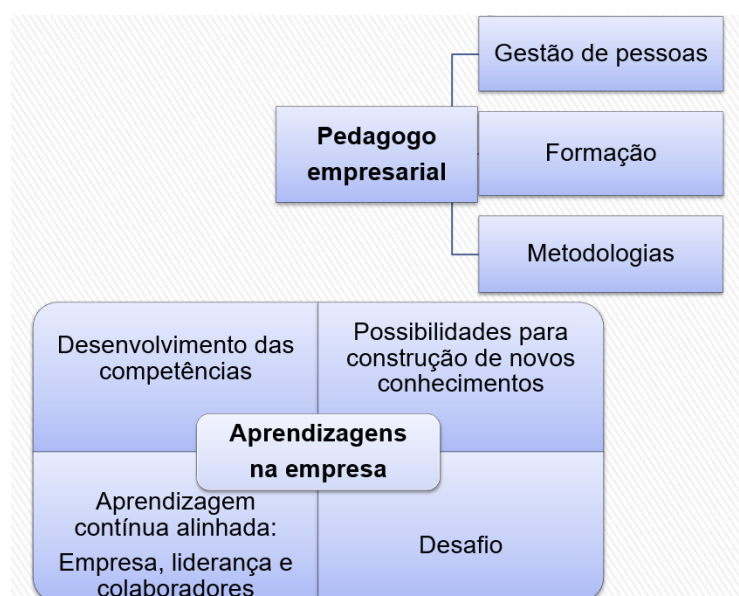 Gestão de pessoas
Pedagogo
empresarial
Formação
Metodologias
Desenvolvimento das
competências
Possibilidades para
construção de novos
conhecimentos
Aprendizagens
na empresa
Aprendizagem
contínua alinhada:
Empresa, liderança e
colaboradores
Desafio